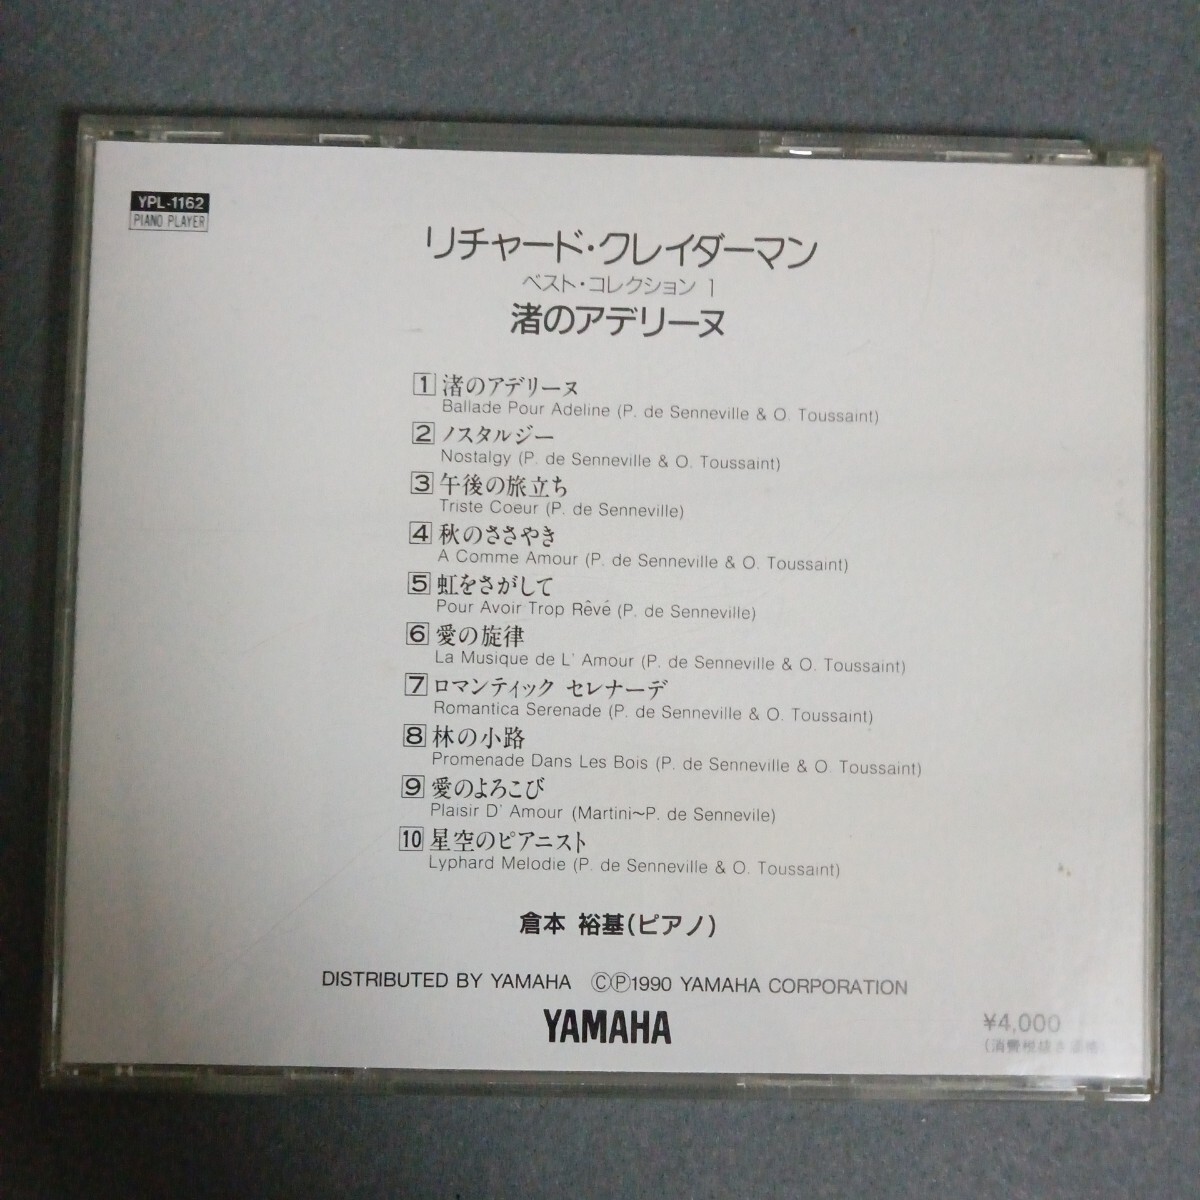 YPL-1162
PIANO PLAYER
リチャード・クレイダーマン
ベスト・コレクション 1
渚のアデリーヌ
1 渚のアデリーヌ
Ballade Pour Adeline (P. de Senneville & O. Toussaint)
2 ノスタルジー
Nostalgy (P. de Senneville & O. Toussaint)
3 午後の旅立ち
Triste Coeur (P. de Senneville)
4 秋のささやき
A Comme Amour (P. de Senneville & O. Toussaint)
5 虹をさがして
Pour Avoir Trop Rêvé (P. de Senneville)
6 愛の旋律
La Musique de L' Amour (P. de Senneville & O. Toussaint)
7 ロマンティック セレナーデ
Romantica Serenade (P. de Senneville & O. Toussaint)
8 林の小路
Promenade Dans Les Bois (P. de Senneville & O. Toussaint)
9 愛のよろこび
Plaisir D' Amour (Martini~P. de Sennevile)
10 星空のピアニスト
Lyphard Melodie (P. de Senneville & O. Toussaint)
倉本 裕基(ピアノ)
DISTRIBUTED BY YAMAHA ⒸⓅ1990 YAMAHA CORPORATION
YAMAHA
¥4,000
(消費税抜き価格)